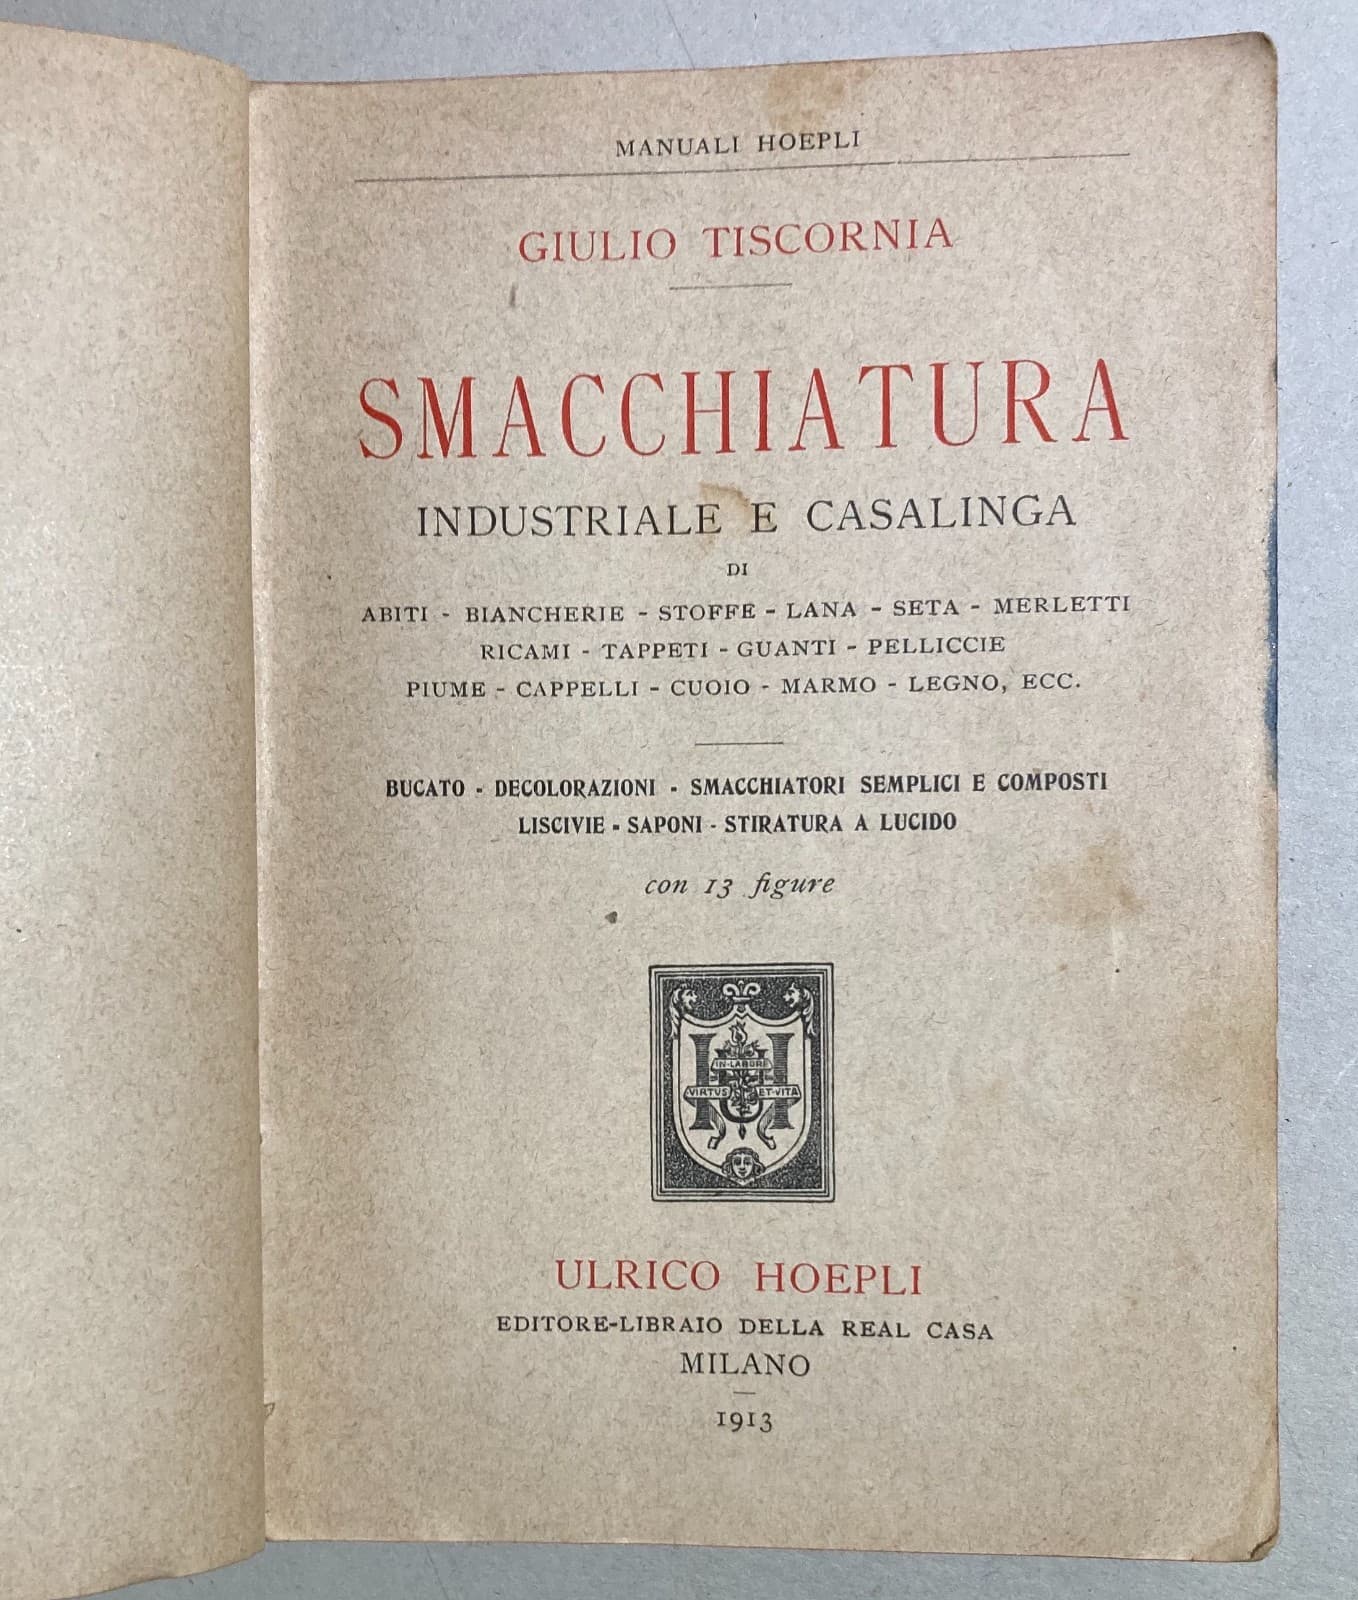 MANUALI HOEPLI
GIULIO TISCORNIA
SMACCHIATURA
INDUSTRIALE E CASALINGA
DI
ABITI - BIANCHERIE - STOFFE - LANA - SETA - MERLETTI
RICAMI - TAPPETI - GUANTI - PELLICCIE
PIUME - CAPPELLI - CUOIO - MARMO - LEGNO, ECC.
BUCATO - DECOLORAZIONI - SMACCHIATORI SEMPLICI E COMPOSTI
LISCIVIE - SAPONI - STIRATURA A LUCIDO
con 13 figure
IN·LABORE
VIRTVS ET·VITA
ULRICO HOEPLI
EDITORE-LIBRAIO DELLA REAL CASA
MILANO
1913